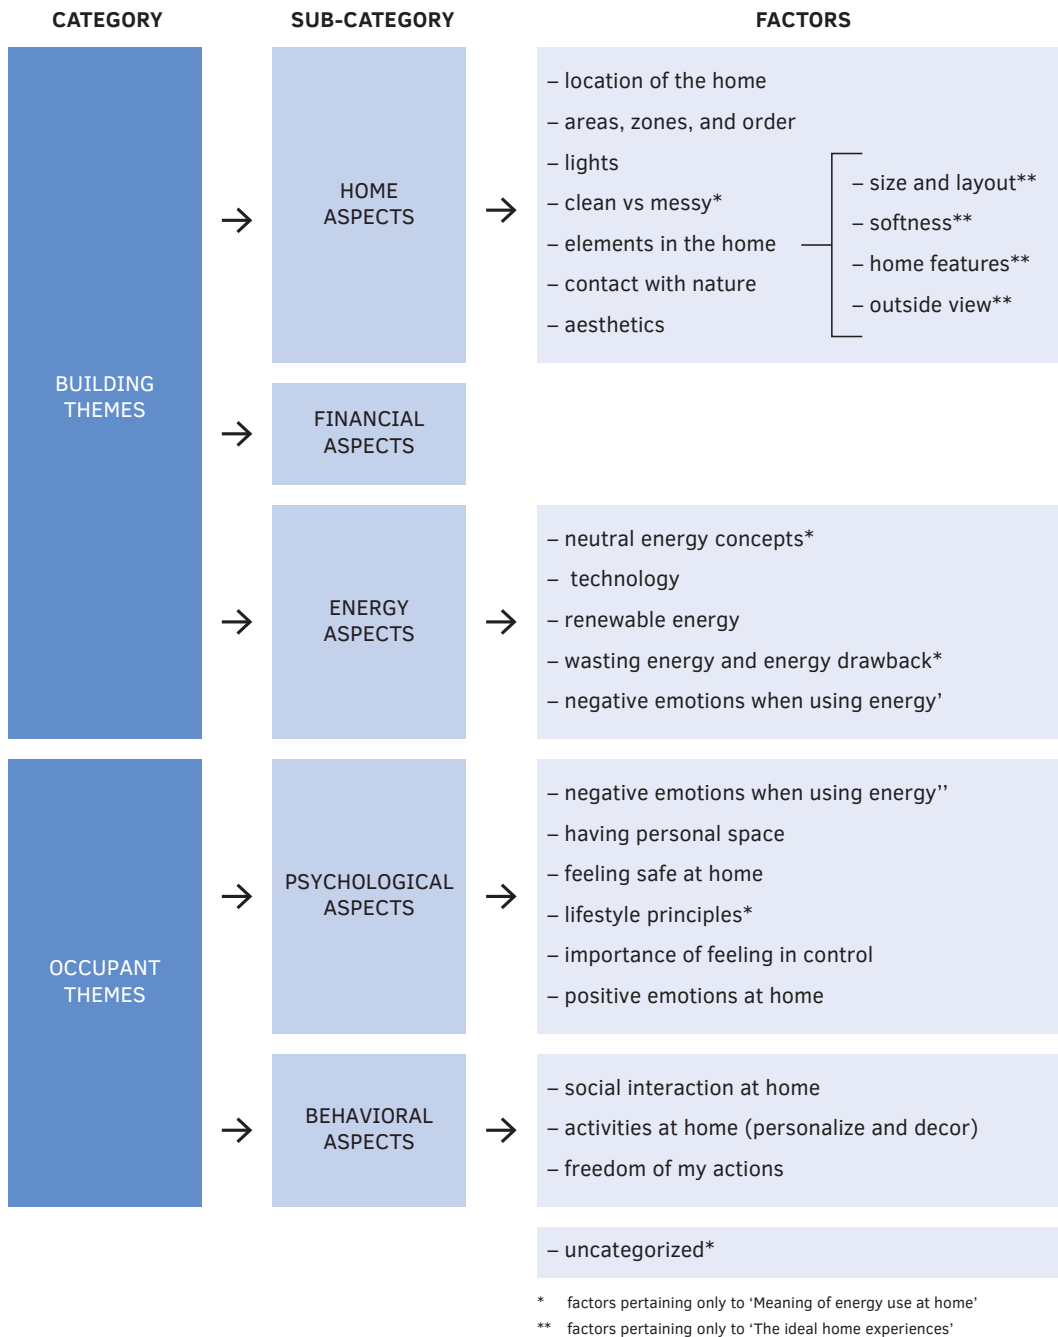 CATEGORY
SUB-CATEGORY
FACTORS
BUILDING
THEMES
HOME
ASPECTS
– location of the home
– areas, zones, and order
– lights
– clean vs messy*
– elements in the home
– contact with nature
– aesthetics
– size and layout**
– softness**
– home features**
– outside view**
FINANCIAL
ASPECTS
ENERGY
ASPECTS
– neutral energy concepts*
– technology
– renewable energy
– wasting energy and energy drawback*
– negative emotions when using energy'
OCCUPANT
THEMES
PSYCHOLOGICAL
ASPECTS
– negative emotions when using energy''
– having personal space
– feeling safe at home
– lifestyle principles*
– importance of feeling in control
– positive emotions at home
BEHAVIORAL
ASPECTS
– social interaction at home
– activities at home (personalize and decor)
– freedom of my actions
– uncategorized*
* factors pertaining only to 'Meaning of energy use at home'
** factors pertaining only to 'The ideal home experiences'